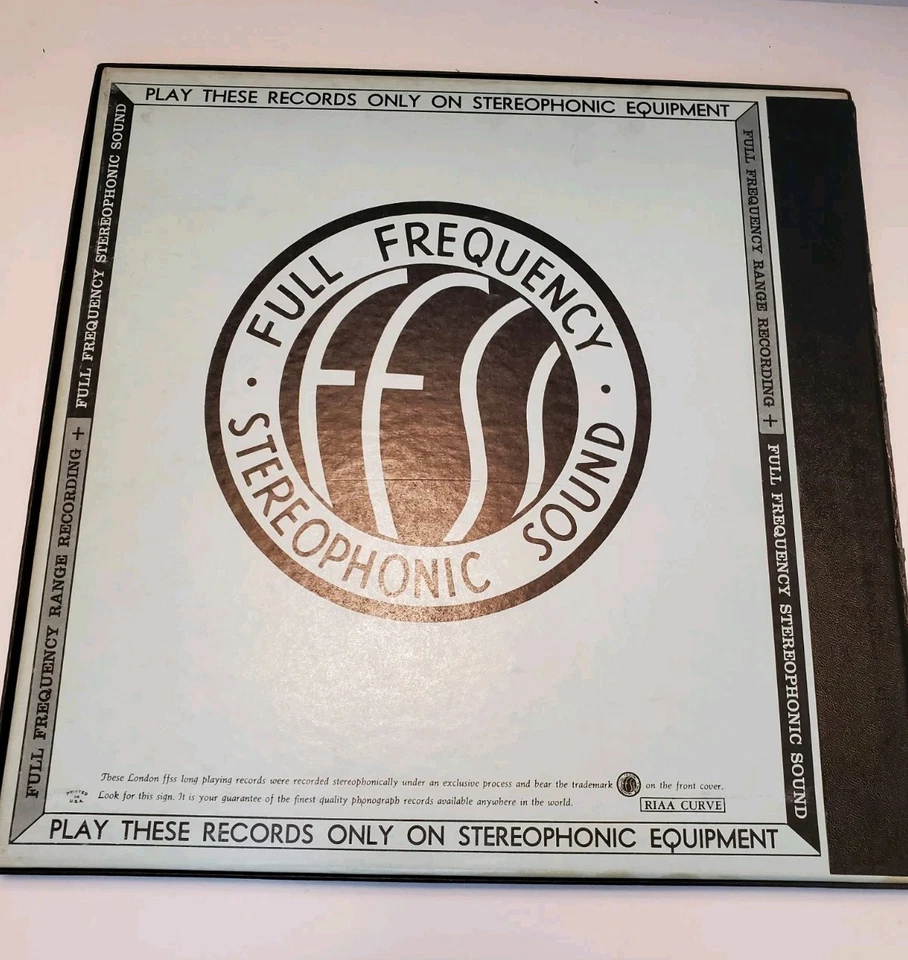 PLAY THESE RECORDS ONLY ON STEREOPHONIC EQUIPMENT
FULL FREQUENCY RANGE RECORDING + FULL FREQUENCY STEREOPHONIC SOUND
FULL FREQUENCY RANGE RECORDING + FULL FREQUENCY STEREOPHONIC SOUND
FULL FREQUENCY
FFSS
• STEREOPHONIC SOUND •
These London ffss long playing records were recorded stereophonically under an exclusive process and bear the trademark on the front cover.
PRINTED
IN
U.S.A.
Look for this sign. It is your guarantee of the finest quality phonograph records available anywhere in the world.
RIAA CURVE
PLAY THESE RECORDS ONLY ON STEREOPHONIC EQUIPMENT